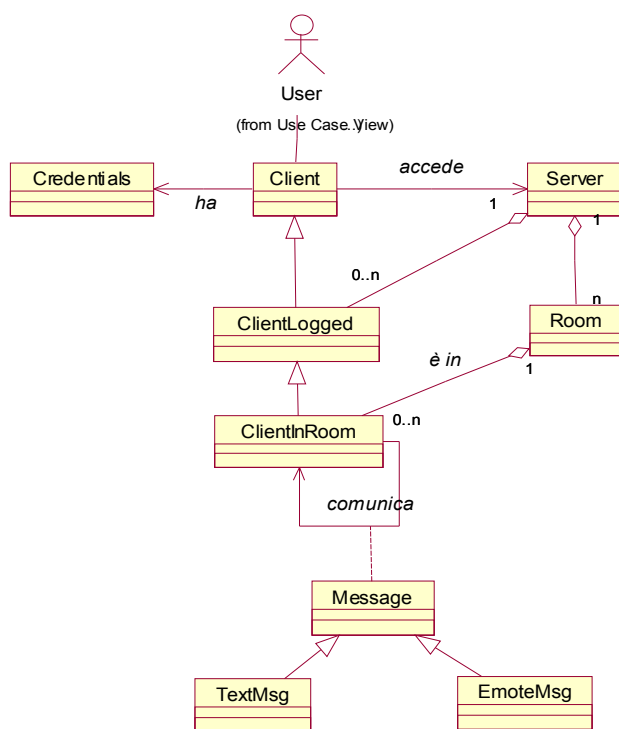 User
(from Use Case...View)
Credentials
Client
accede
Server
ha
1
1
0..n
n
ClientLogged
Room
è in
1
ClientInRoom
0..n
comunica
Message
TextMsg
EmoteMsg